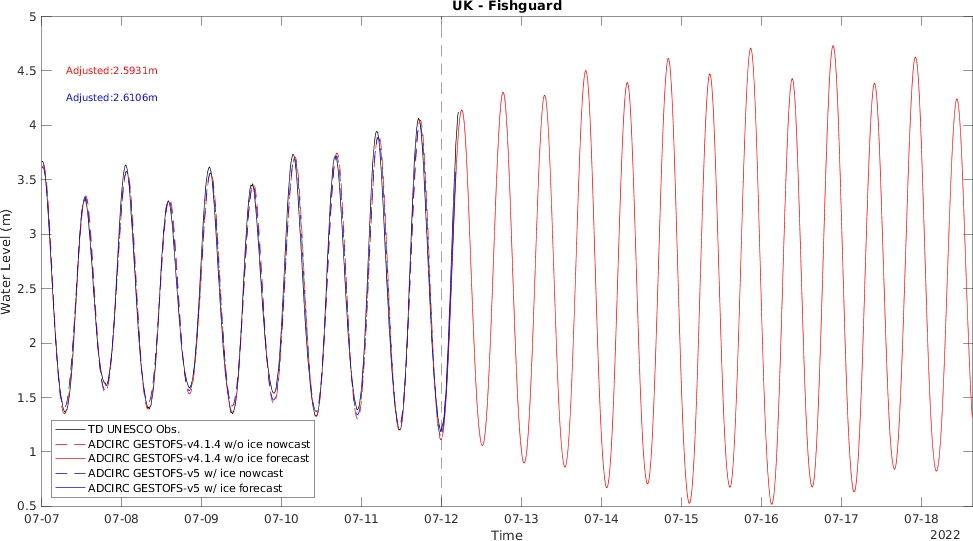 UK - Fishguard
5
4.5
4
3.5
3
2.5
2
1.5
1
0.5
Water Level (m)
Adjusted:2.5931m
Adjusted:2.6106m
TD UNESCO Obs.
ADCIRC GESTOFS-v4.1.4 w/o ice nowcast
ADCIRC GESTOFS-v4.1.4 w/o ice forecast
ADCIRC GESTOFS-v5 w/ ice nowcast
ADCIRC GESTOFS-v5 w/ ice forecast
07-07 07-08 07-09 07-10 07-11 07-12 07-13 07-14 07-15 07-16 07-17 07-18
Time
2022